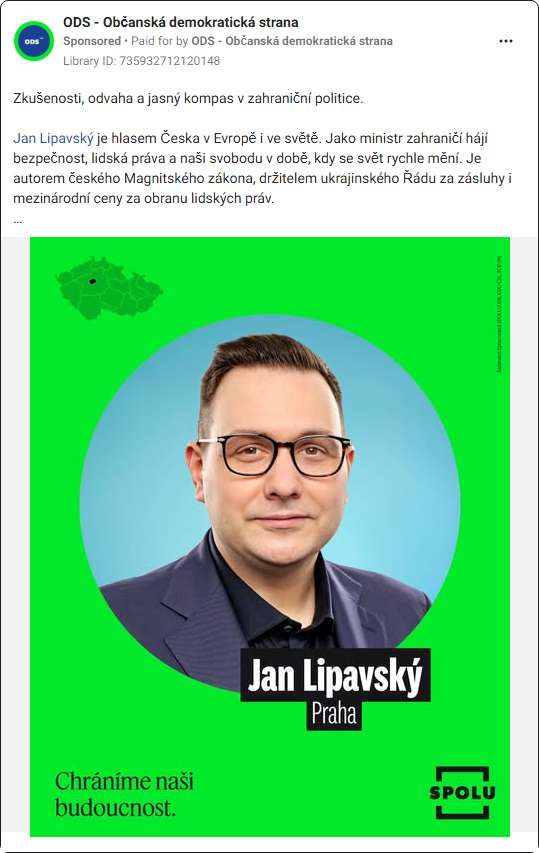 ODS - Občanská demokratická strana
Sponsored • Paid for by ODS - Občanská demokratická strana
Library ID: 735932712120148
Zkušenosti, odvaha a jasný kompas v zahraniční politice.
Jan Lipavský je hlasem Česka v Evropě i ve světě. Jako ministr zahraničí hájí
bezpečnost, lidská práva a naši svobodu v době, kdy se svět rychle mění. Je
autorem českého Magnitského zákona, držitelem ukrajinského Řádu za zásluhy i
mezinárodní ceny za obranu lidských práv.
...
ODS
Jan Lipavský
Praha
Chráníme naši
budoucnost.
SPOLU